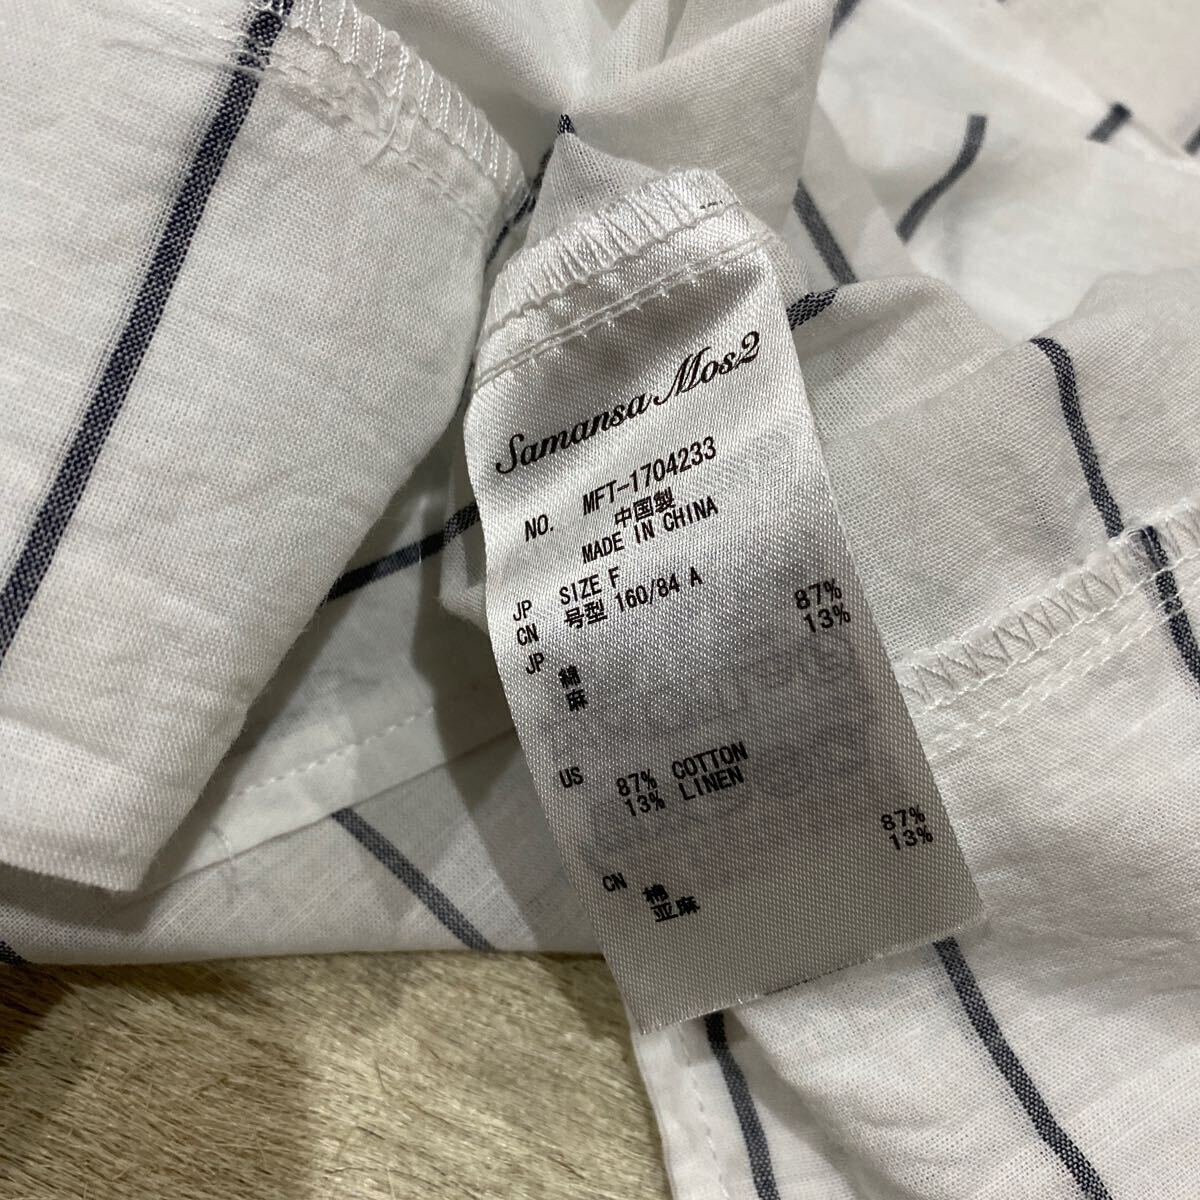 Samansa Mos2
NO. MFT-1704233
中国製
MADE IN CHINA
JP SIZE F
CN 号型 160/84 A
JP 綿 87%
麻 13%
US 87% COTTON
13% LINEN
CN 棉 87%
亚麻 13%